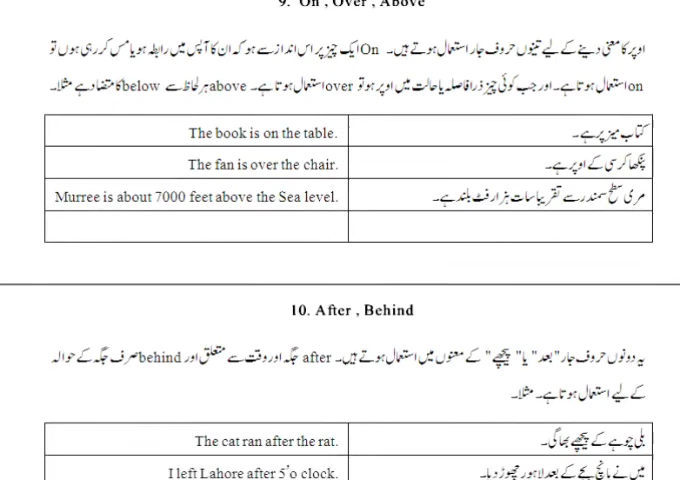 9. On , Over , Above
اوپر کا معنی دینے کے لیے تینوں حروف جار استعمال ہوتے ہیں۔ On ایک چیز پر اس انداز سے ہو کہ ان کا آپس میں رابطہ ہو یا مس کر رہی ہوں تو
on استعمال ہوتا ہے۔ اور جب کوئی چیز ذرا فاصلہ یا حالت میں اوپر ہو تو over استعمال ہوتا ہے۔ above ہر لحاظ سے below کا متضاد ہے مثلا۔
The book is on the table. کتاب میز پر ہے۔
The fan is over the chair. پنکھا کرسی کے اوپر ہے۔
Murree is about 7000 feet above the Sea level. مری سطح سمندر سے تقریبا سات ہزار فٹ بلند ہے۔
10. After , Behind
یہ دونوں حروف جار "بعد" یا "پیچھے" کے معنوں میں استعمال ہوتے ہیں۔ after جگہ اور وقت سے متعلق اور behind صرف جگہ کے حوالہ
کے لیے استعمال ہوتا ہے۔ مثلا۔
The cat ran after the rat. بلی چوہے کے پیچھے بھاگی۔
I left Lahore after 5'o clock. میں نے پانچ بجے کے بعد لاہور چھوڑ دیا۔